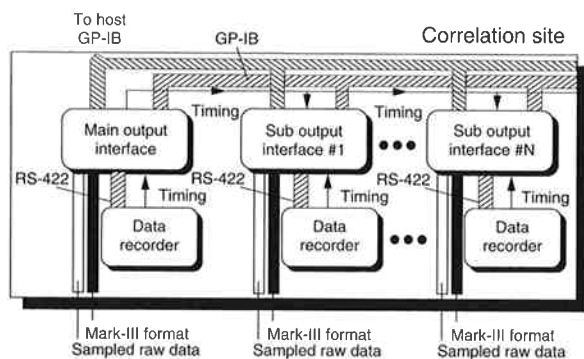 To host
GP-IB
GP-IB
Correlation site
Timing
Timing
Main output
interface
Sub output
interface #1
Sub output
interface #N
RS-422
Timing
RS-422
Timing
RS-422
Timing
Data
recorder
Data
recorder
Data
recorder
Mark-III format
Mark-III format
Mark-III format
Sampled raw data
Sampled raw data
Sampled raw data